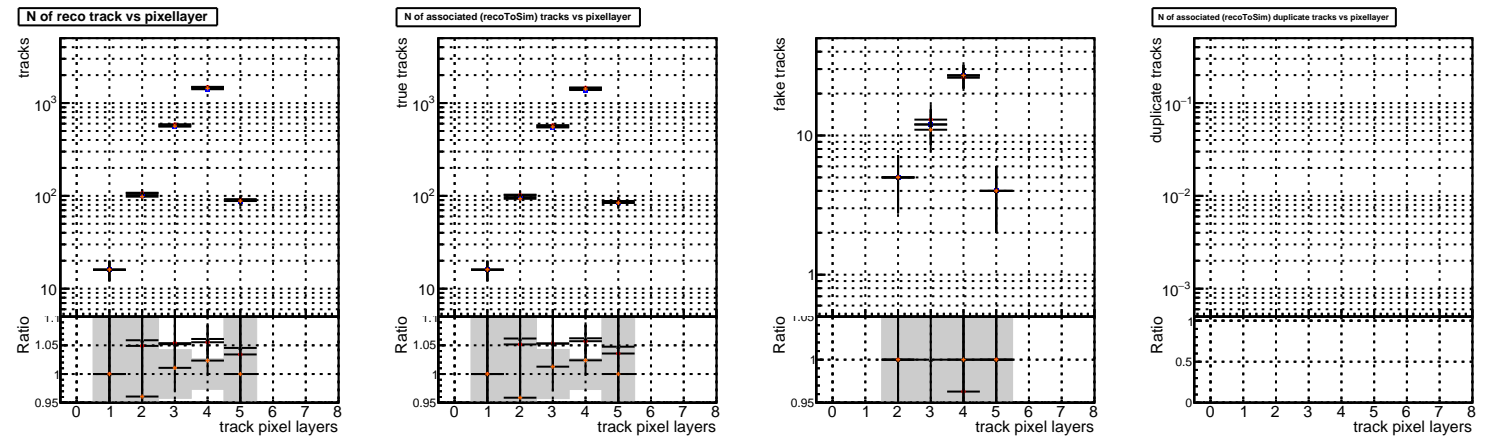 N of reco track vs pixellayer
tracks
10³
10²
10
Ratio
1.1
1.05
1
0.95
0 1 2 3 4 5 6 7 8
track pixel layers
N of associated (recoToSim) tracks vs pixellayer
true tracks
10³
10²
10
Ratio
1.1
1.05
1
0.95
0 1 2 3 4 5 6 7 8
track pixel layers
fake tracks
10
1
Ratio
1.05
1
0.95
0 1 2 3 4 5 6 7 8
track pixel layers
N of associated (recoToSim) duplicate tracks vs pixellayer
duplicate tracks
10⁻¹
10⁻²
10⁻³
Ratio
1
0.5
0
0 1 2 3 4 5 6 7 8
track pixel layers